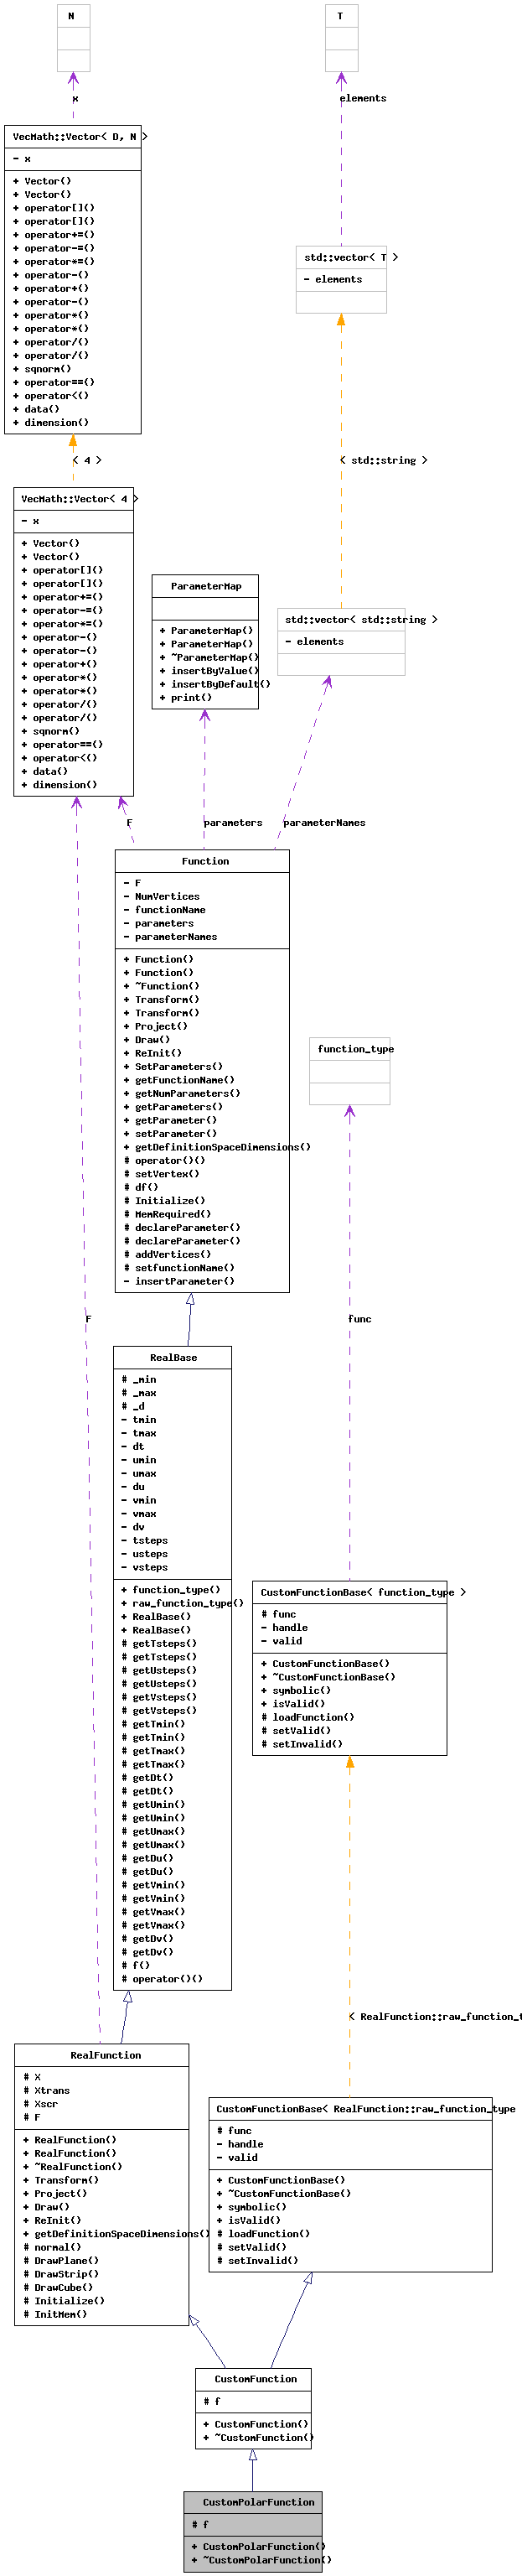 N
T
x
elements
VecMath::Vector< D, N >
- x
+ Vector()
+ Vector()
+ operator[]()
+ operator[]()
+ operator+=()
+ operator-=()
+ operator*=()
+ operator-()
+ operator+()
+ operator-()
+ operator*()
+ operator*()
+ operator/()
+ operator/()
+ sqnorm()
+ operator==()
+ operator<()
+ data()
+ dimension()
std::vector< T >
- elements
< 4 >
< std::string >
VecMath::Vector< 4 >
- x
+ Vector()
+ Vector()
+ operator[]()
+ operator[]()
+ operator+=()
+ operator-=()
+ operator*=()
+ operator-()
+ operator-()
+ operator+()
+ operator*()
+ operator*()
+ operator/()
+ operator/()
+ sqnorm()
+ operator==()
+ operator<()
+ data()
+ dimension()
ParameterMap
+ ParameterMap()
+ ParameterMap()
+ ~ParameterMap()
+ insertByValue()
+ insertByDefault()
+ print()
std::vector< std::string >
- elements
F
parameters
parameterNames
Function
- F
- NumVertices
- functionName
- parameters
- parameterNames
+ Function()
+ Function()
+ ~Function()
+ Transform()
+ Transform()
+ Project()
+ Draw()
+ ReInit()
+ SetParameters()
+ getFunctionName()
+ getNumParameters()
+ getParameters()
+ getParameter()
+ setParameter()
+ getDefinitionSpaceDimensions()
# operator()()
# setVertex()
# df()
# Initialize()
# MemRequired()
# declareParameter()
# declareParameter()
# addVertices()
# setfunctionName()
- insertParameter()
function_type
F
func
RealBase
# _min
# _max
# _d
- tmin
- tmax
- dt
- umin
- umax
- du
- vmin
- vmax
- dv
- tsteps
- usteps
- vsteps
+ function_type()
+ raw_function_type()
+ RealBase()
+ RealBase()
# getTsteps()
# getTsteps()
# getUsteps()
# getUsteps()
# getVsteps()
# getVsteps()
# getTmin()
# getTmin()
# getTmax()
# getTmax()
# getDt()
# getDt()
# getUmin()
# getUmin()
# getUmax()
# getUmax()
# getDu()
# getDu()
# getVmin()
# getVmin()
# getVmax()
# getVmax()
# getDv()
# getDv()
# f()
# operator()()
CustomFunctionBase< function_type >
# func
- handle
- valid
+ CustomFunctionBase()
+ ~CustomFunctionBase()
+ symbolic()
+ isValid()
# loadFunction()
# setValid()
# setInvalid()
< RealFunction::raw_function_t
RealFunction
# X
# Xtrans
# Xscr
# F
+ RealFunction()
+ RealFunction()
+ ~RealFunction()
+ Transform()
+ Project()
+ Draw()
+ ReInit()
+ getDefinitionSpaceDimensions()
# normal()
# DrawPlane()
# DrawStrip()
# DrawCube()
# Initialize()
# InitMem()
CustomFunctionBase< RealFunction::raw_function_type
# func
- handle
- valid
+ CustomFunctionBase()
+ ~CustomFunctionBase()
+ symbolic()
+ isValid()
# loadFunction()
# setValid()
# setInvalid()
CustomFunction
# f
+ CustomFunction()
+ ~CustomFunction()
CustomPolarFunction
# f
+ CustomPolarFunction()
+ ~CustomPolarFunction()